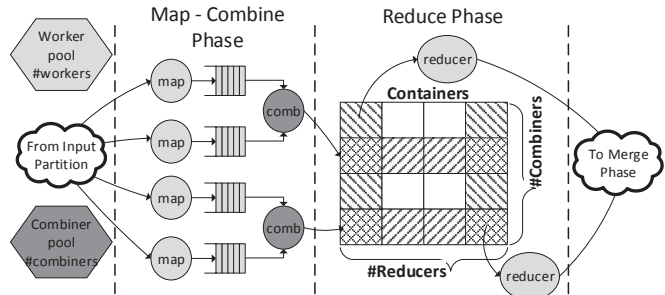 Map - Combine
Phase
Reduce Phase
Worker
pool
#workers
map
map
map
map
comb
comb
From Input
Partition
Combiner
pool
#combiners
reducer
Containers
#Combiners
#Reducers
reducer
To Merge
Phase